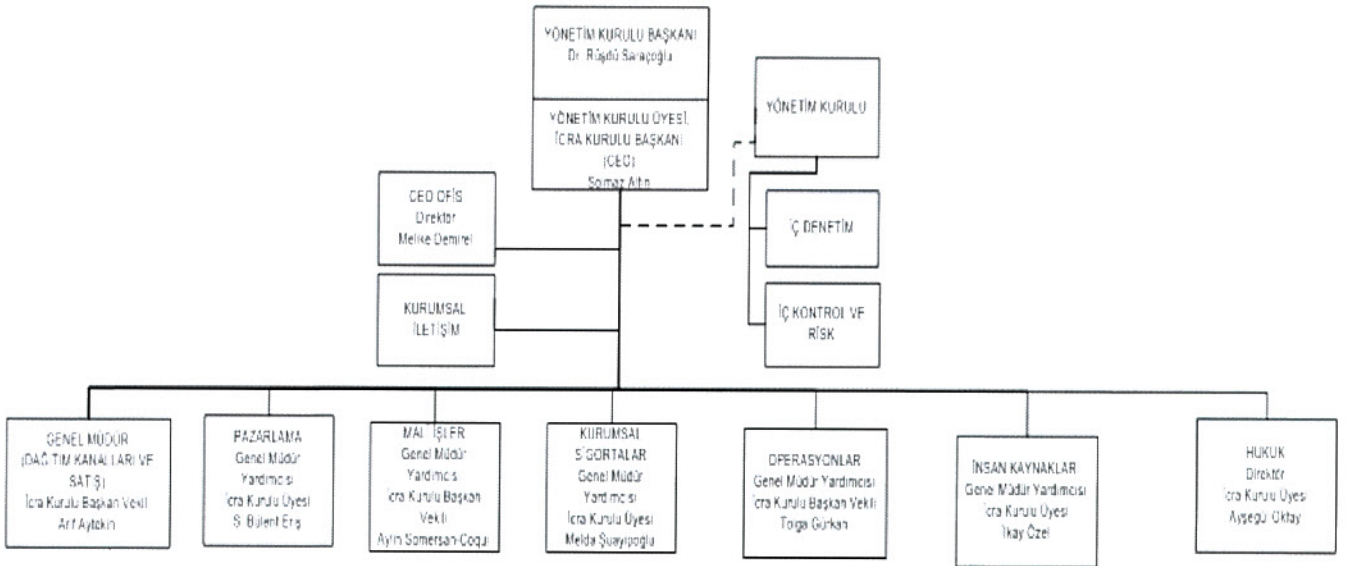 YÖNETİM KURULU BAŞKANI
Dr. Rüşdü Saraçoğlu
YÖNETİM KURULU ÜYESİ,
İCRA KURULU BAŞKANI
(CEO)
Solmaz Altın
YÖNETİM KURULU
CEO OFİS
Direktör
Melike Demirel
İÇ DENETİM
KURUMSAL
İLETİŞİM
İÇ KONTROL VE
RİSK
GENEL MÜDÜR
(DAĞITIM KANALLARI VE
SATIŞ)
İcra Kurulu Başkan Vekili
Arif Aytekin
PAZARLAMA
Genel Müdür
Yardımcısı
İcra Kurulu Üyesi
S. Bülent Eriş
MALİ İŞLER
Genel Müdür
Yardımcısı
İcra Kurulu Başkan
Vekili
Aylin Somersan-Coqui
KURUMSAL
SİGORTALAR
Genel Müdür
Yardımcısı
İcra Kurulu Üyesi
Melda Şuayipoğlu
OPERASYONLAR
Genel Müdür Yardımcısı
İcra Kurulu Başkan Vekili
Tolga Gürkan
İNSAN KAYNAKLAR
Genel Müdür Yardımcısı
İcra Kurulu Üyesi
İlkay Özel
HUKUK
Direktör
İcra Kurulu Üyesi
Ayşegül Oktay